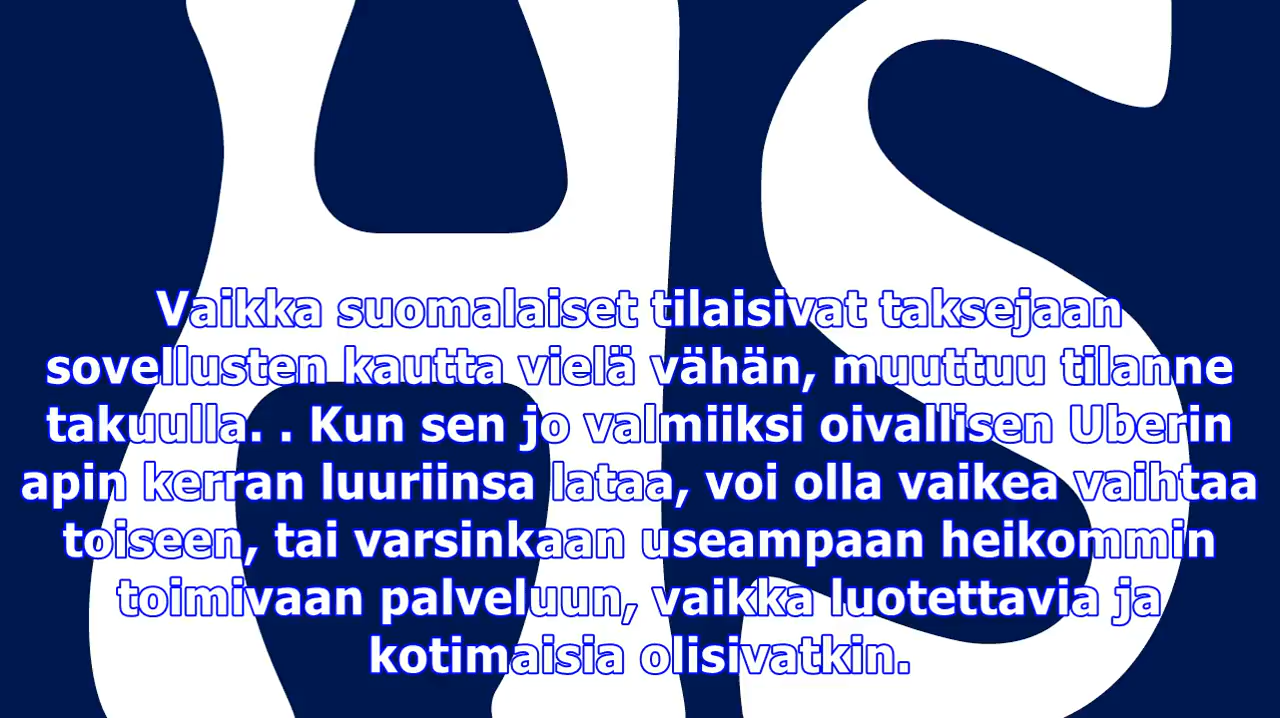 HS
Vaikka suomalaiset tilaisivat taksejaan
sovellusten kautta vielä vähän, muuttuu tilanne
takuulla. . Kun sen jo valmiiksi oivallisen Uberin
apin kerran luuriinsa lataa, voi olla vaikea vaihtaa
toiseen, tai varsinkaan useampaan heikommin
toimivaan palveluun, vaikka luotettavia ja
kotimaisia olisivatkin.